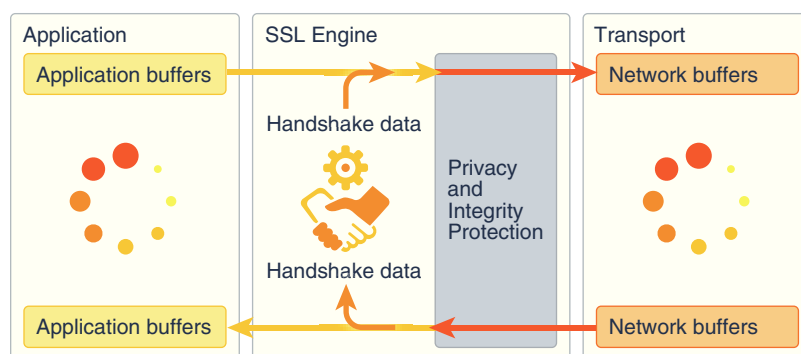 Application
SSL Engine
Transport
Application buffers
Network buffers
Handshake data
Privacy
and
Integrity
Protection
Handshake data
Application buffers
Network buffers